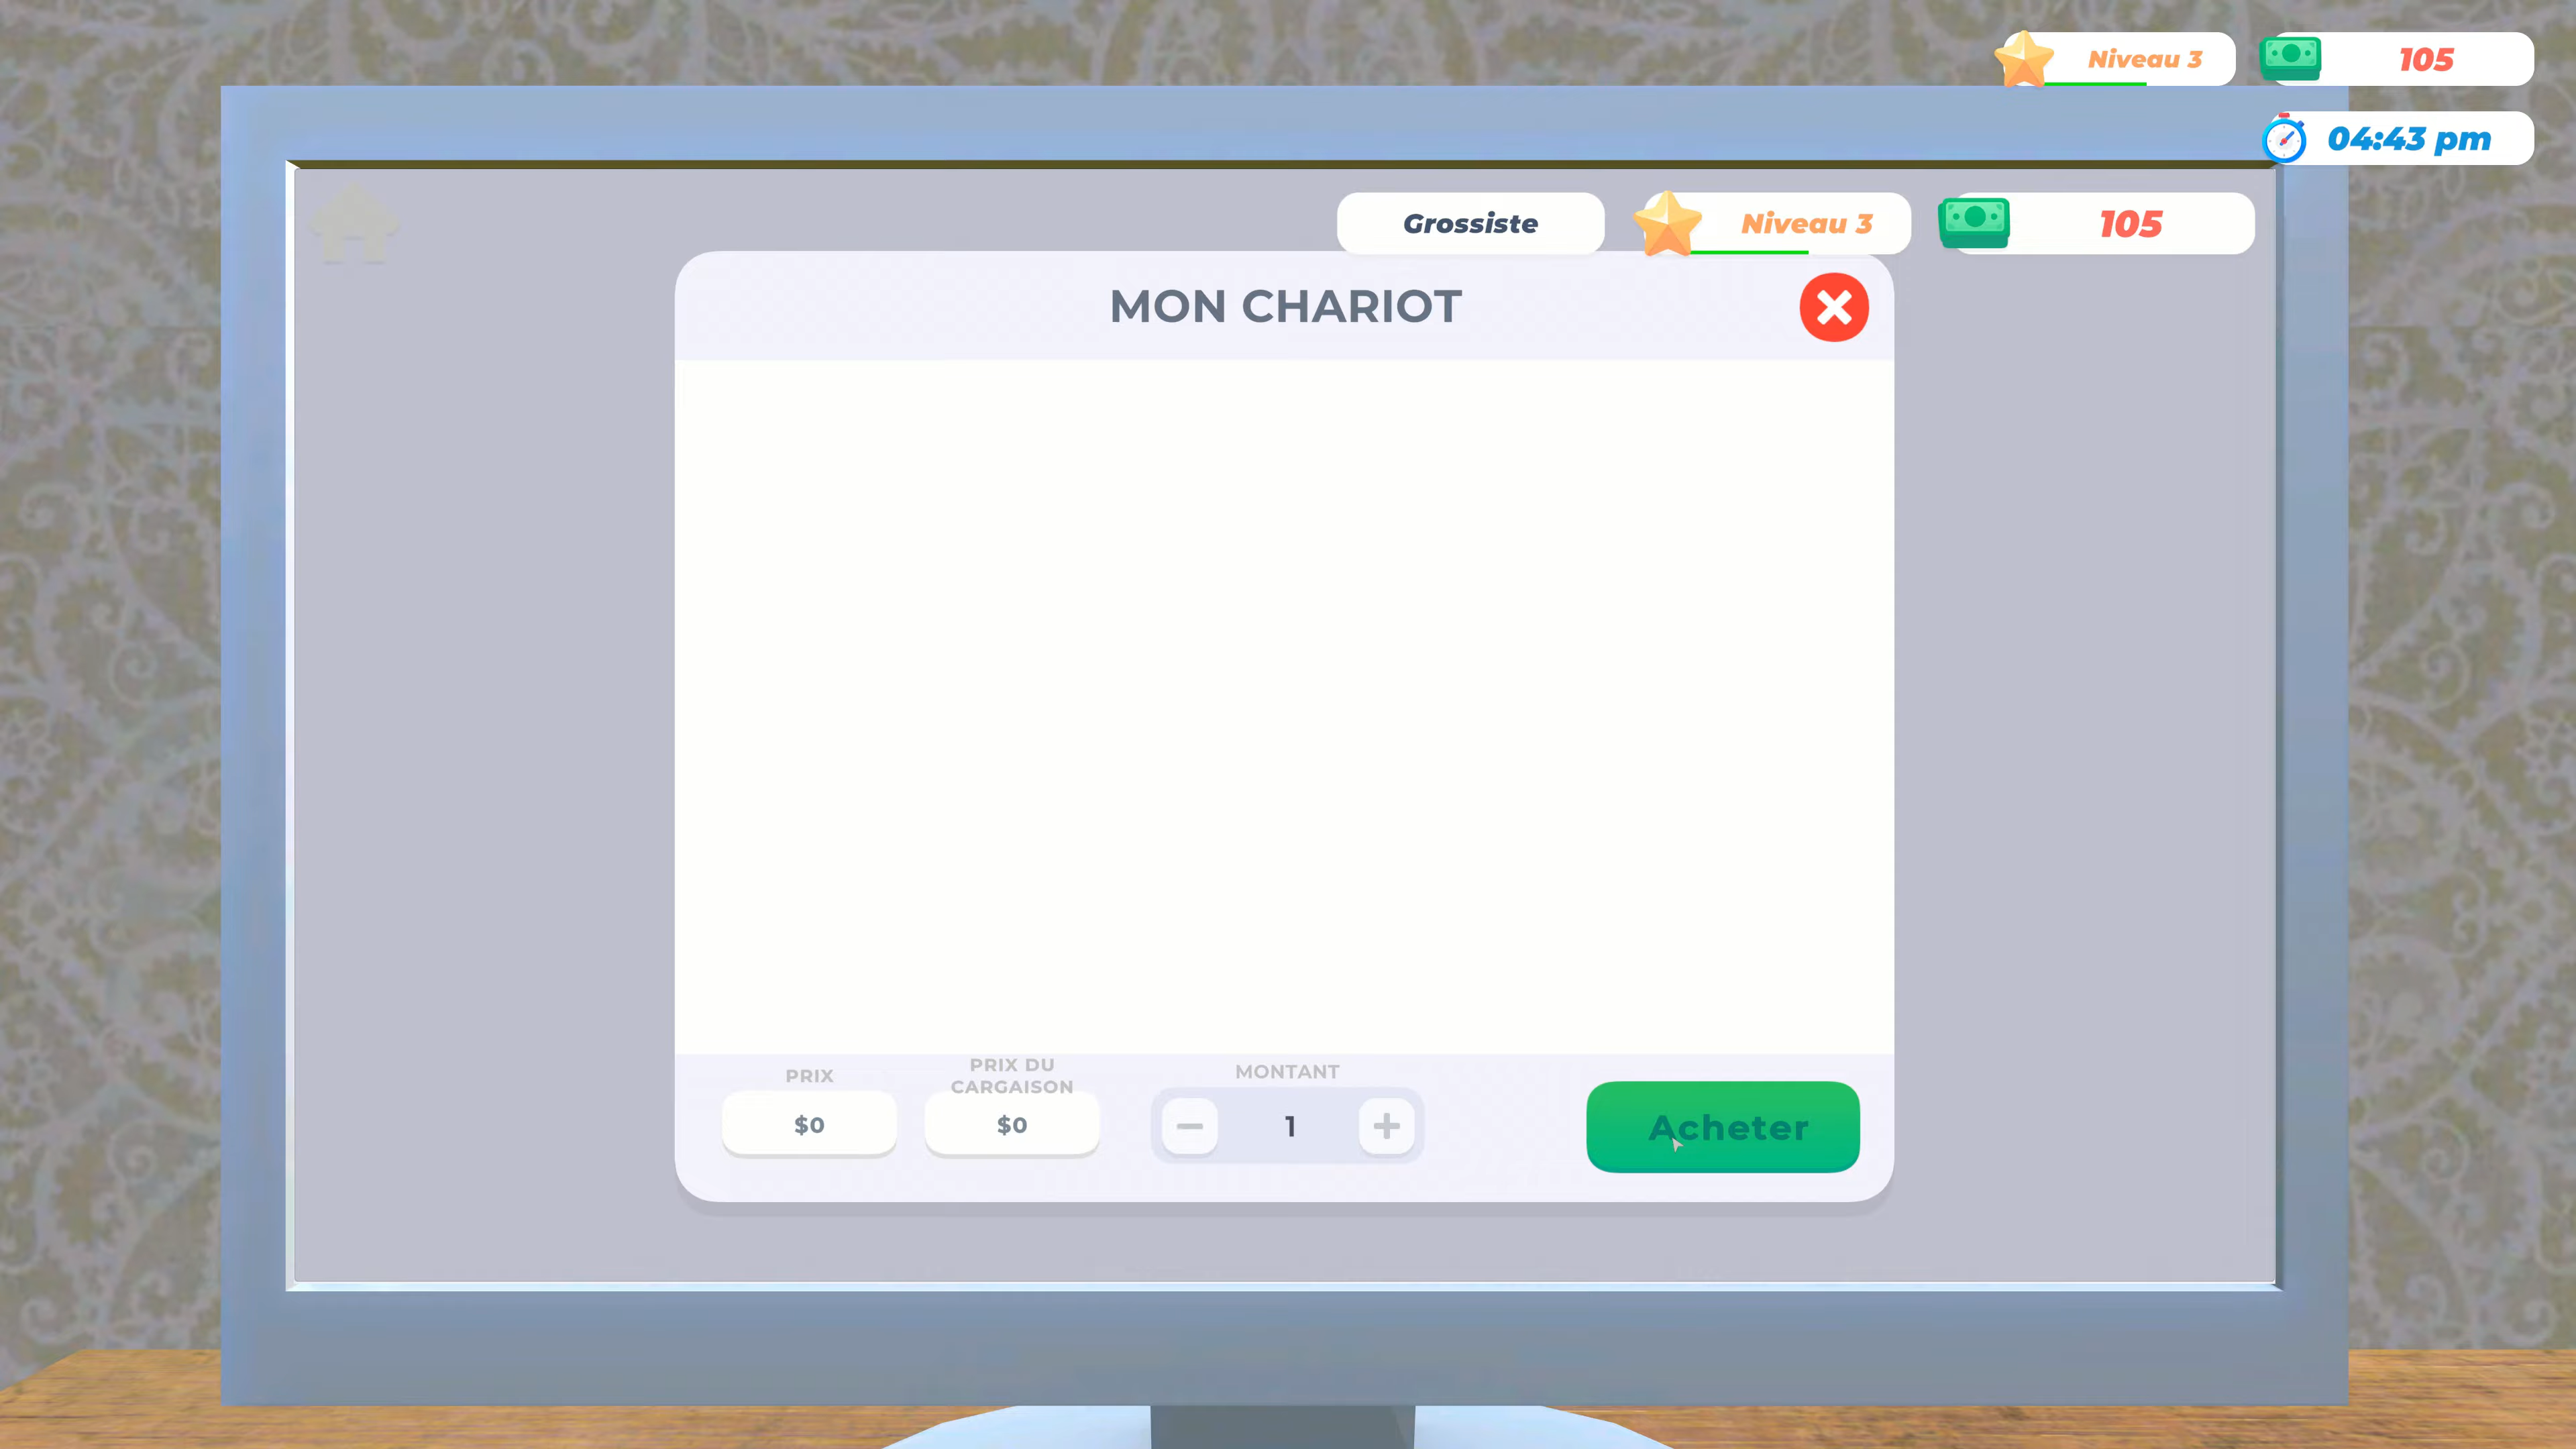 Niveau 3
105
04:43 pm
Grossiste
Niveau 3
105
MON CHARIOT
PRIX
$0
PRIX DU
CARGAISON
$0
MONTANT
1
Acheter